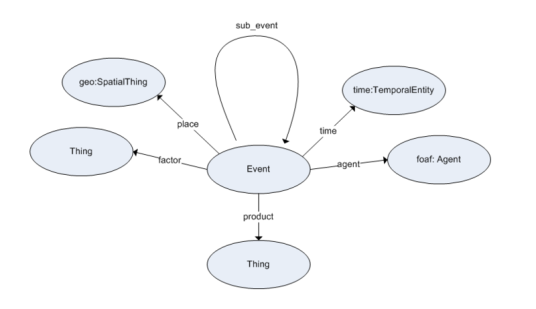 sub_event
geo:SpatialThing
time:TemporalEntity
place
time
Thing
factor
Event
agent
foaf: Agent
product
Thing